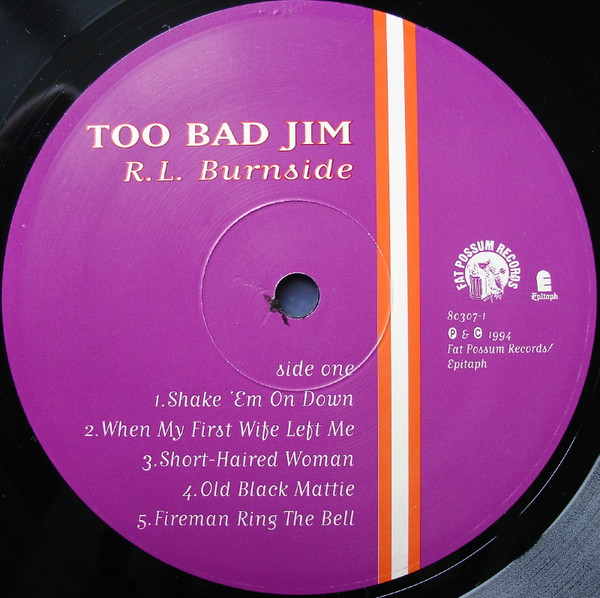 TOO BAD JIM
R.L. Burnside
FAT POSSUM RECORDS
E
Epitaph
80307-1
Ⓟ & © 1994
Fat Possum Records/
Epitaph
side one
1.Shake 'Em On Down
2.When My First Wife Left Me
3.Short-Haired Woman
4.Old Black Mattie
5.Fireman Ring The Bell